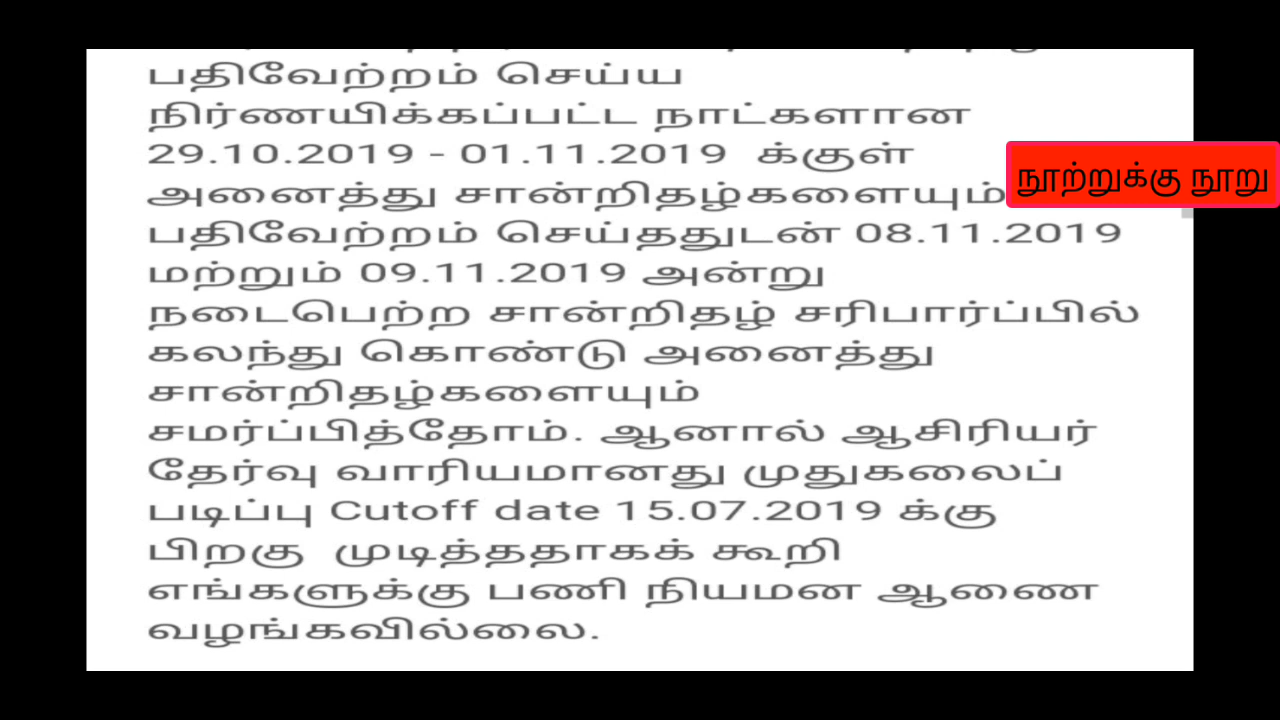 பதிவேற்றம் செய்ய
நிர்ணயிக்கப்பட்ட நாட்களான
29.10.2019 - 01.11.2019 க்குள்
அனைத்து சான்றிதழ்களையும்
நூற்றுக்கு நூறு
பதிவேற்றம் செய்ததுடன் 08.11.2019
மற்றும் 09.11.2019 அன்று
நடைபெற்ற சான்றிதழ் சரிபார்ப்பில்
கலந்து கொண்டு அனைத்து
சான்றிதழ்களையும்
சமர்ப்பித்தோம். ஆனால் ஆசிரியர்
தேர்வு வாரியமானது முதுகலைப்
படிப்பு Cutoff date 15.07.2019 க்கு
பிறகு முடித்ததாகக் கூறி
எங்களுக்கு பணி நியமன ஆணை
வழங்கவில்லை.